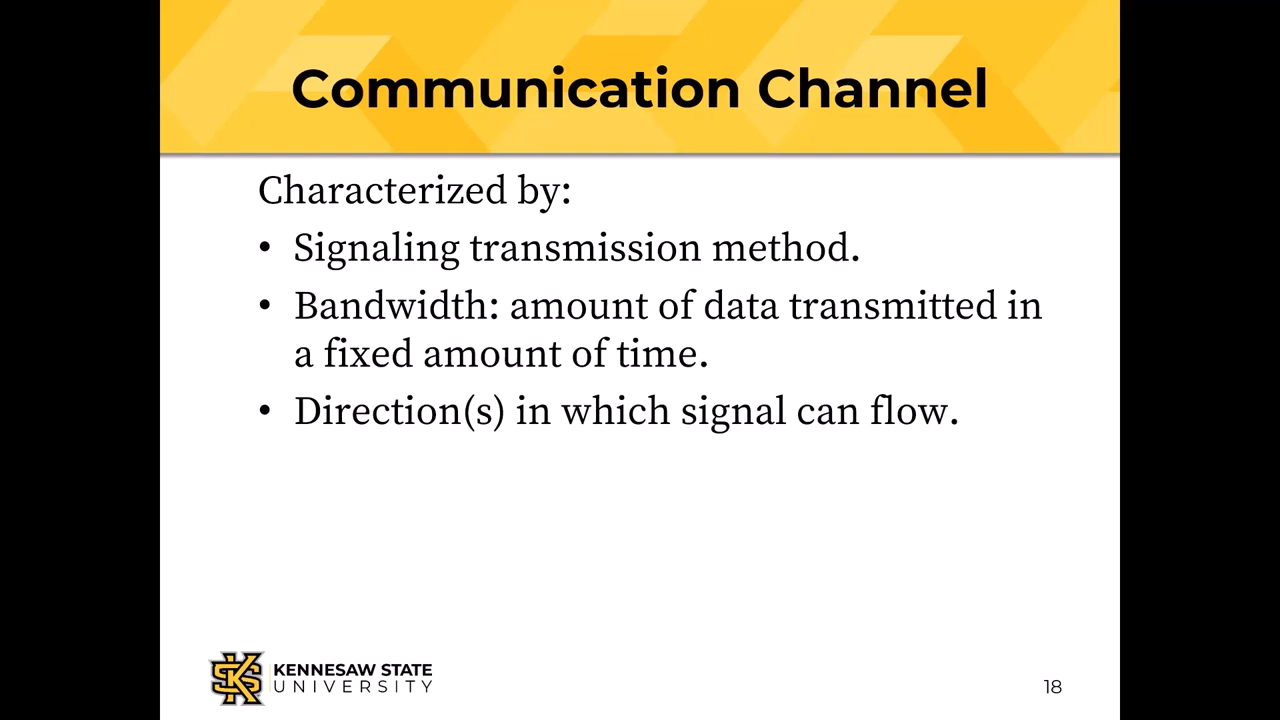 Communication Channel
Characterized by:
• Signaling transmission method.
• Bandwidth: amount of data transmitted in
a fixed amount of time.
• Direction(s) in which signal can flow.
KENNESAW STATE
UNIVERSITY
18